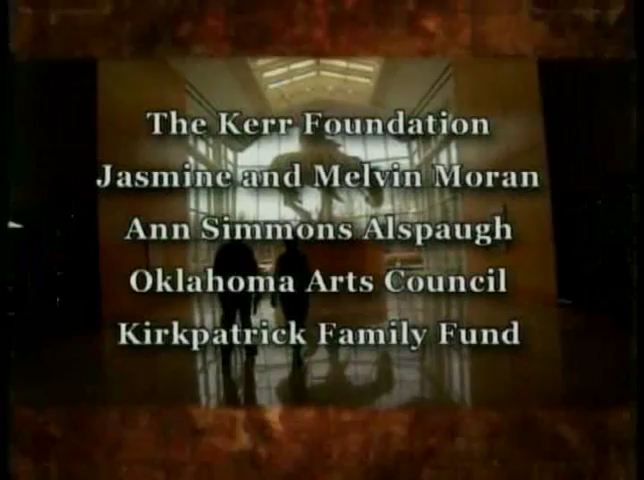 The Kerr Foundation
Jasmine and Melvin Moran
Ann Simmons Alspaugh
Oklahoma Arts Council
Kirkpatrick Family Fund